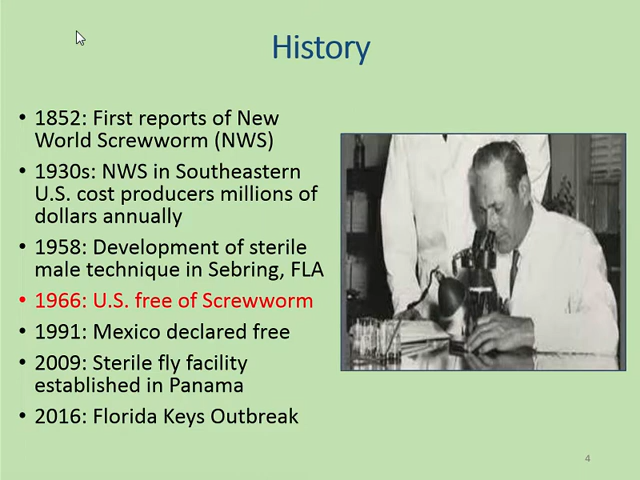 History
• 1852: First reports of New
World Screwworm (NWS)
• 1930s: NWS in Southeastern
U.S. cost producers millions of
dollars annually
• 1958: Development of sterile
male technique in Sebring, FLA
• 1966: U.S. free of Screwworm
• 1991: Mexico declared free
• 2009: Sterile fly facility
established in Panama
• 2016: Florida Keys Outbreak
4